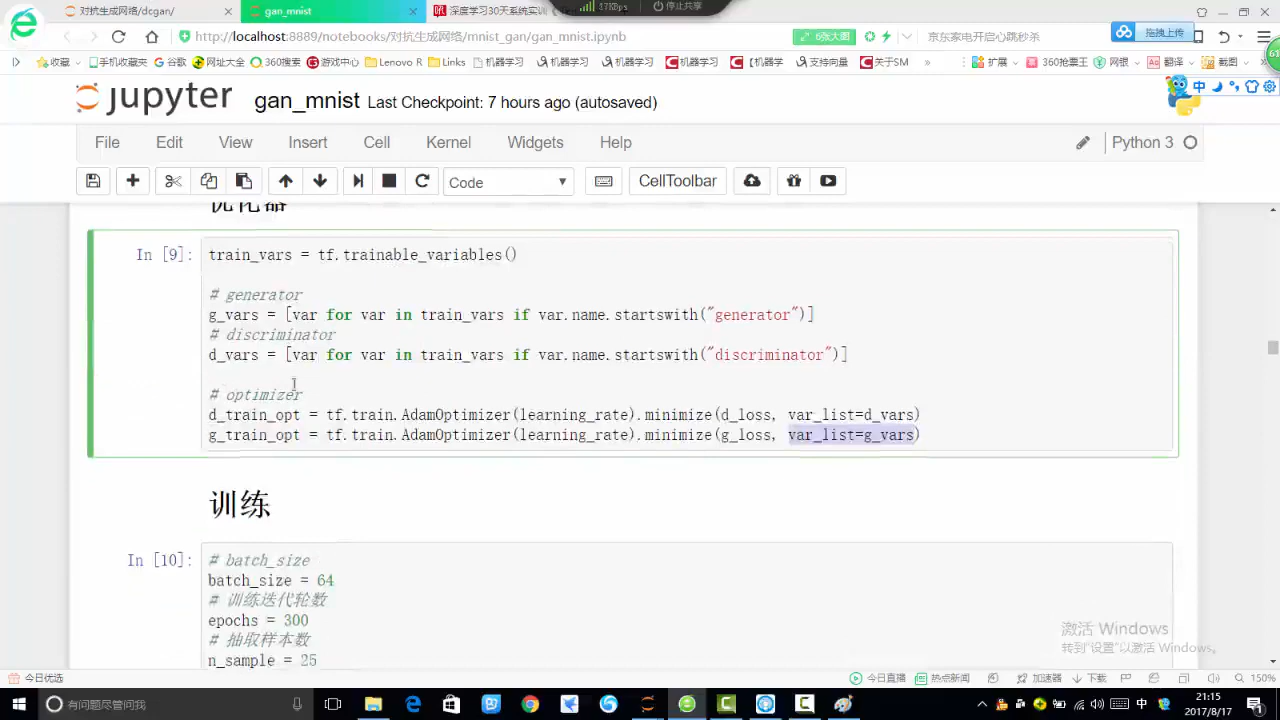 对抗生成网络/dcgan/
gan_mnist
深度学习30天系统实训
停止共享
http://localhost:8889/notebooks/对抗生成网络/mnist_gan/gan_mnist.ipynb
6张大图
京东家电开心跳秒杀
拖拽上传
收藏
手机收藏夹
谷歌
网址大全
360搜索
游戏中心
Lenovo R
Links
机器学习
机器学习
机器学习
机器学习
【机器学
支持向量
关于SM
»
扩展
360抢票王
网银
翻译
截图
jupyter
gan_mnist Last Checkpoint: 7 hours ago (autosaved)
中
File Edit View Insert Cell Kernel Widgets Help
Python 3
Code
CellToolbar
优化器
In [9]:
train_vars = tf.trainable_variables()
# generator
g_vars = [var for var in train_vars if var.name.startswith("generator")]
# discriminator
d_vars = [var for var in train_vars if var.name.startswith("discriminator")]
# optimizer
d_train_opt = tf.train.AdamOptimizer(learning_rate).minimize(d_loss, var_list=d_vars)
g_train_opt = tf.train.AdamOptimizer(learning_rate).minimize(g_loss, var_list=g_vars)
训练
In [10]:
# batch_size
batch_size = 64
# 训练迭代轮数
epochs = 300
# 抽取样本数
n_sample = 25
激活 Windows
转到"设置"以激活 Windows。
今日优选
今日直播
热点新闻
加速器
下载
150%
有问题尽管问我
中
21:15
2017/8/17